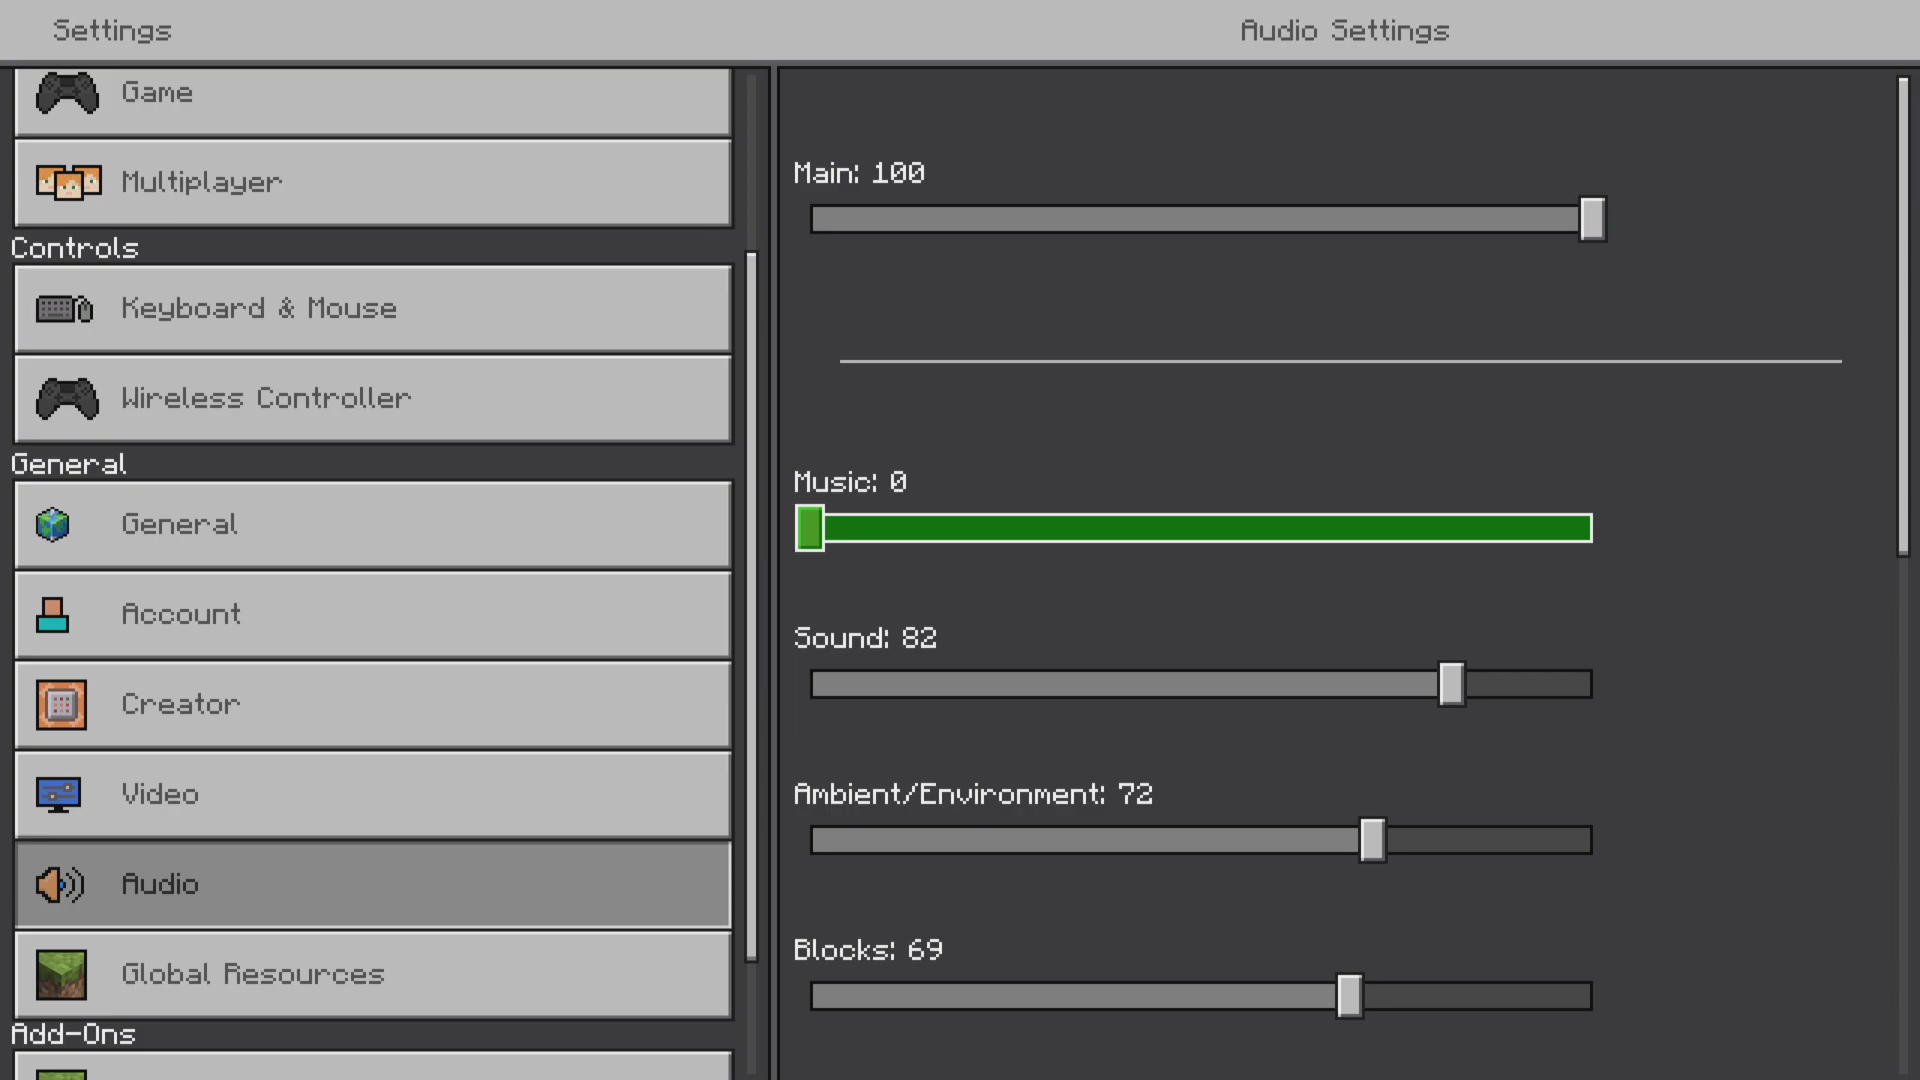 Settings
Audio Settings
Game
Multiplayer
Controls
Keyboard & Mouse
Wireless Controller
General
General
Account
Creator
Video
Audio
Global Resources
Add-Ons
Main: 100
Music: 0
Sound: 82
Ambient/Environment: 72
Blocks: 69